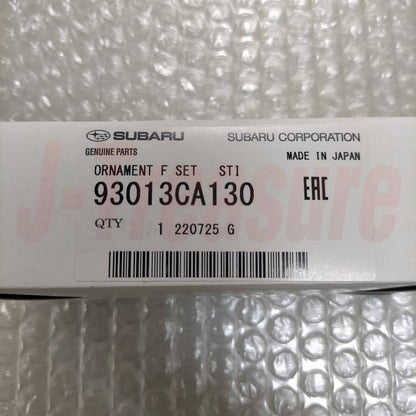 SUBARU SUBARU CORPORATION
GENUINE PARTS MADE IN JAPAN
ORNAMENT F SET STI
93013CA130 EAC
QTY 1 220725 G